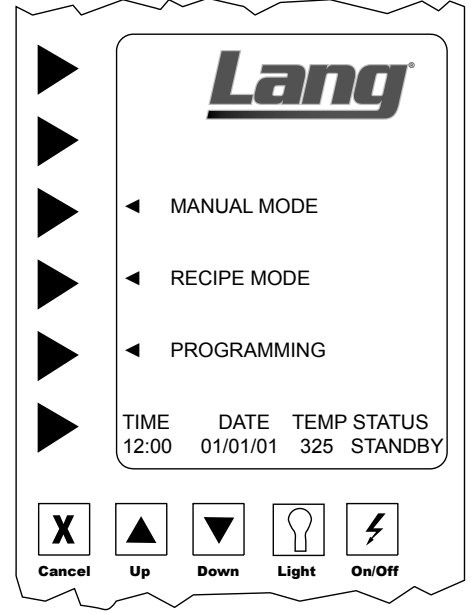 Lang®
MANUAL MODE
RECIPE MODE
PROGRAMMING
TIME DATE TEMP STATUS
12:00 01/01/01 325 STANDBY
X
Cancel Up Down Light On/Off